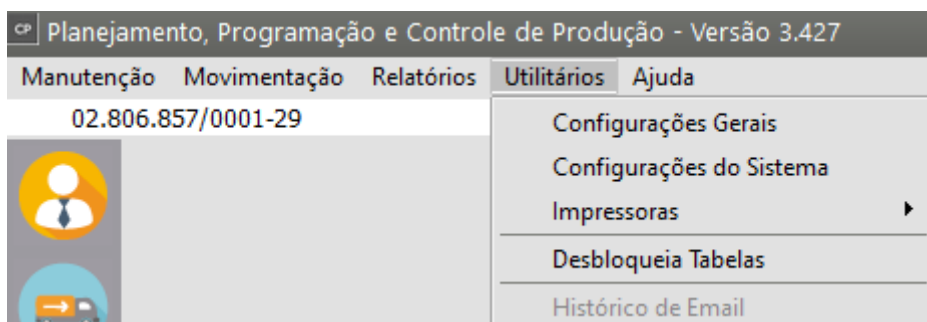 CP Planejamento, Programação e Controle de Produção - Versão 3.427
Manutenção Movimentação Relatórios Utilitários Ajuda
02.806.857/0001-29
Configurações Gerais
Configurações do Sistema
Impressoras
Desbloqueia Tabelas
Histórico de Email